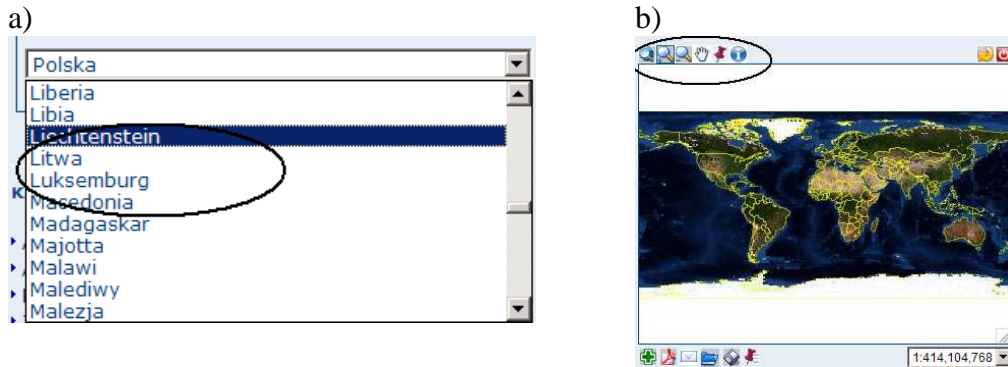 a)
b)
Polska
Liberia
Libia
Liechtenstein
Litwa
Luksemburg
Macedonia
Madagaskar
Majotta
Malawi
Malediwy
Malezja
1:414,104,768